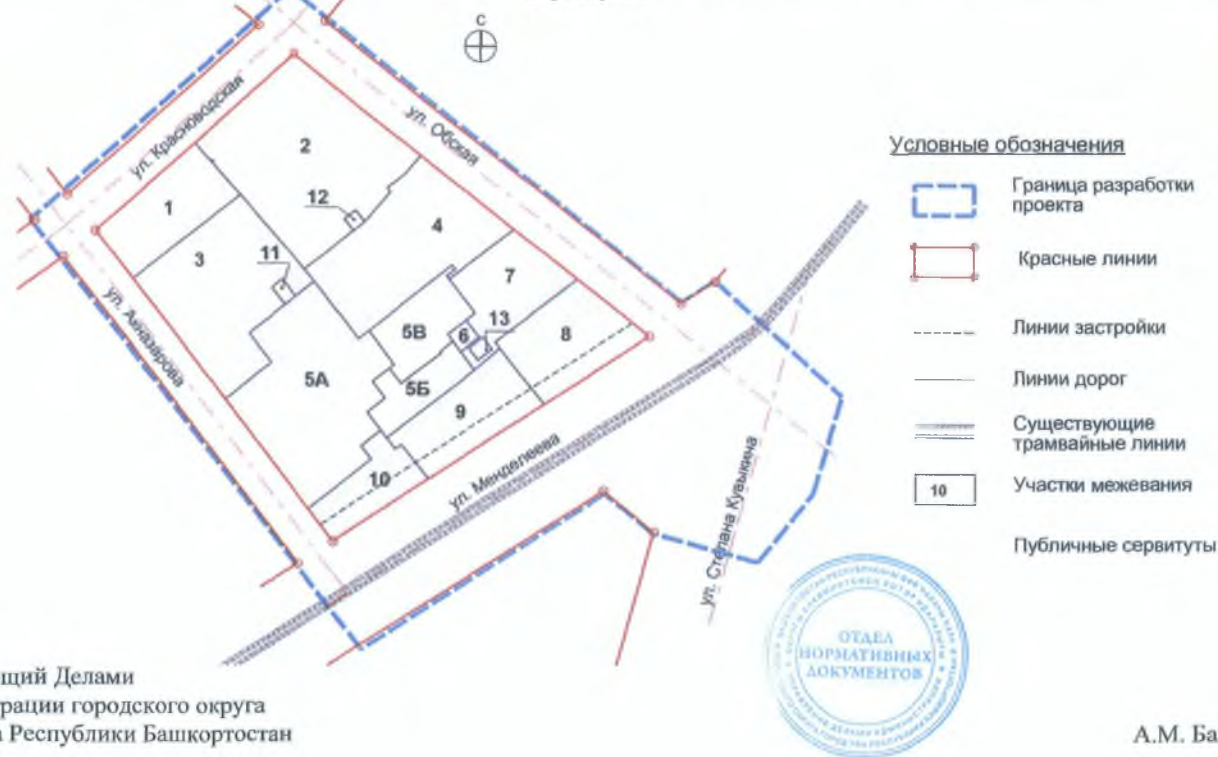 С
ул. Красноводская
ул. Обская
ул. Акназарова
ул. Менделеева
ул. Степана Кувыкина
1
2
3
4
5А
5Б
5В
6
7
8
9
10
11
12
13
Условные обозначения
Граница разработки
проекта
Красные линии
Линии застройки
Линии дорог
Существующие
трамвайные линии
10
Участки межевания
Публичные сервитуты
ОТДЕЛ
НОРМАТИВНЫХ
ДОКУМЕНТОВ
щий Делами
рации городского округа
а Республики Башкортостан
А.М. Ба